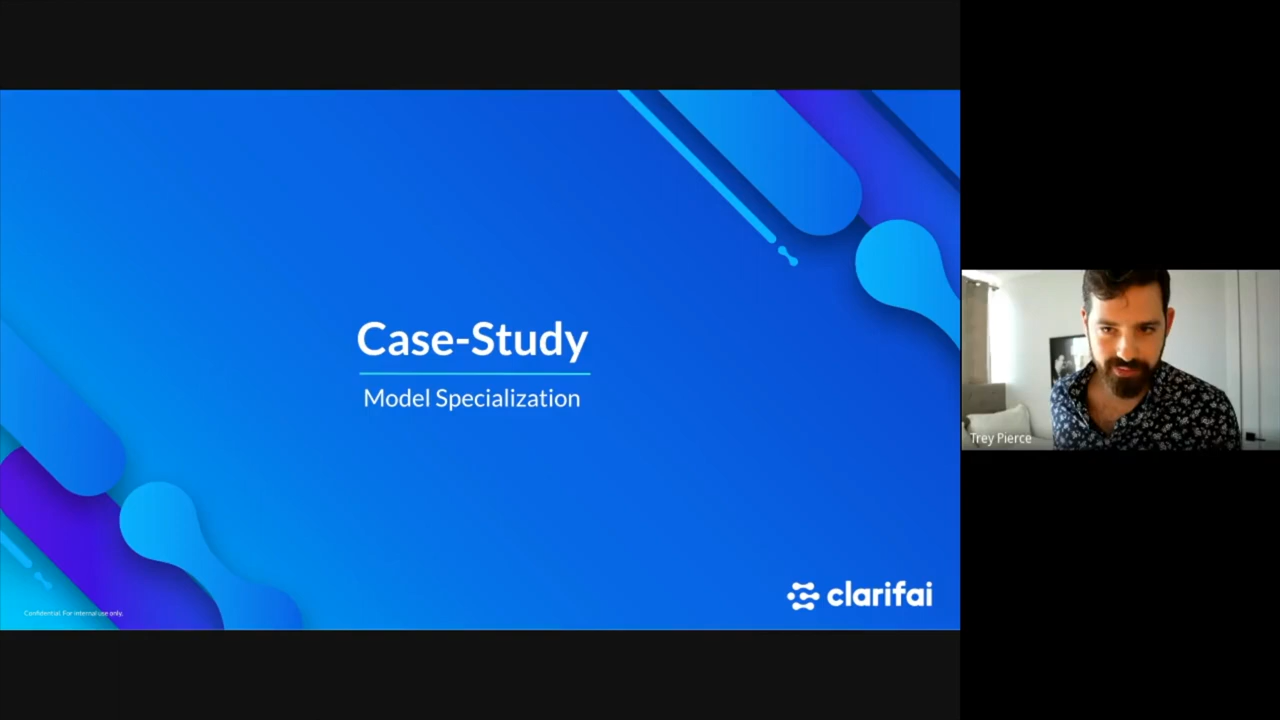 Case-Study
Model Specialization
clarifai
Confidential. For internal use only.
Trey Pierce